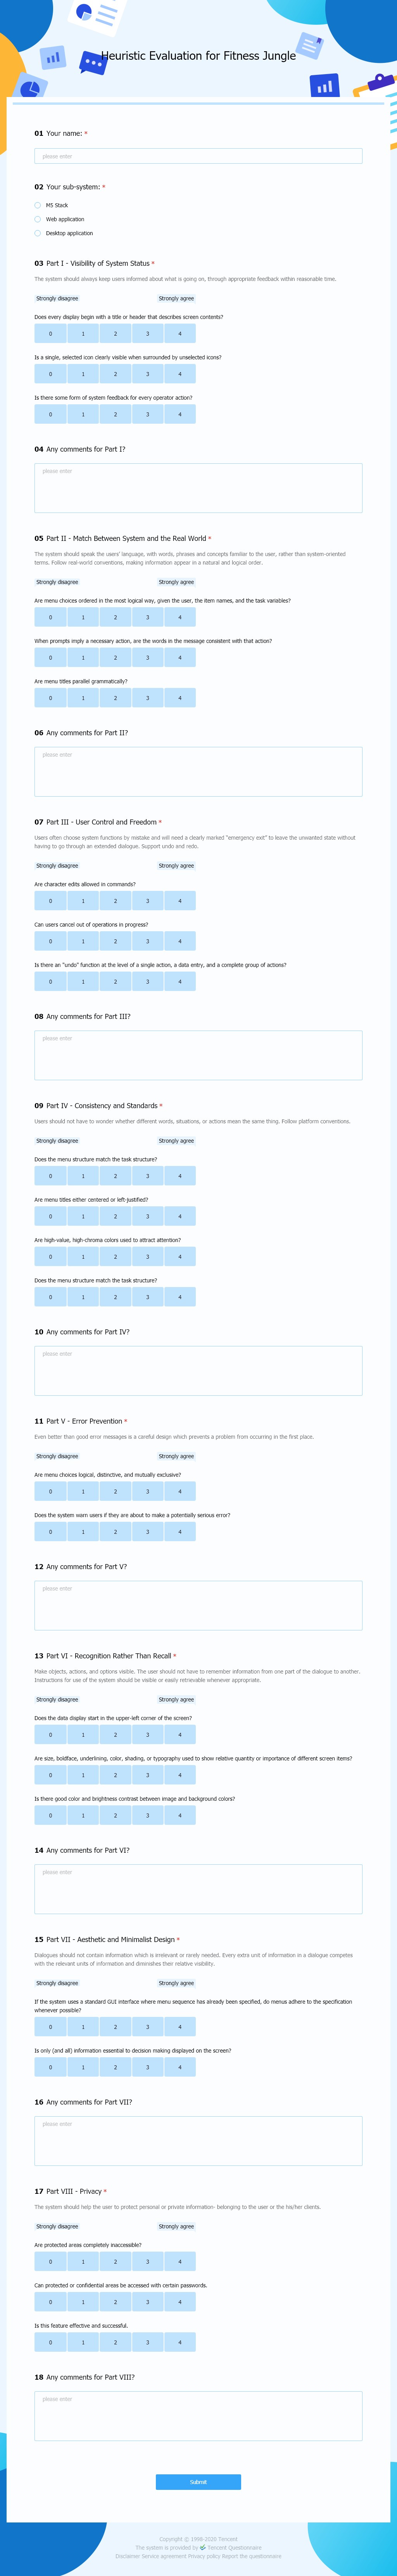 Heuristic Evaluation for Fitness Jungle
01 Your name: *
please enter
02 Your sub-system: *
M5 Stack
Web application
Desktop application
03 Part I - Visibility of System Status *
The system should always keep users informed about what is going on, through appropriate feedback within reasonable time.
Strongly disagree Strongly agree
Does every display begin with a title or header that describes screen contents?
0 1 2 3 4
Is a single, selected icon clearly visible when surrounded by unselected icons?
0 1 2 3 4
Is there some form of system feedback for every operator action?
0 1 2 3 4
04 Any comments for Part I?
please enter
05 Part II - Match Between System and the Real World *
The system should speak the users' language, with words, phrases and concepts familiar to the user, rather than system-oriented
terms. Follow real-world conventions, making information appear in a natural and logical order.
Strongly disagree Strongly agree
Are menu choices ordered in the most logical way, given the user, the item names, and the task variables?
0 1 2 3 4
When prompts imply a necessary action, are the words in the message consistent with that action?
0 1 2 3 4
Are menu titles parallel grammatically?
0 1 2 3 4
06 Any comments for Part II?
please enter
07 Part III - User Control and Freedom *
Users often choose system functions by mistake and will need a clearly marked "emergency exit" to leave the unwanted state without
having to go through an extended dialogue. Support undo and redo.
Strongly disagree Strongly agree
Are character edits allowed in commands?
0 1 2 3 4
Can users cancel out of operations in progress?
0 1 2 3 4
Is there an "undo" function at the level of a single action, a data entry, and a complete group of actions?
0 1 2 3 4
08 Any comments for Part III?
please enter
09 Part IV - Consistency and Standards *
Users should not have to wonder whether different words, situations, or actions mean the same thing. Follow platform conventions.
Strongly disagree Strongly agree
Does the menu structure match the task structure?
0 1 2 3 4
Are menu titles either centered or left-justified?
0 1 2 3 4
Are high-value, high-chroma colors used to attract attention?
0 1 2 3 4
Does the menu structure match the task structure?
0 1 2 3 4
10 Any comments for Part IV?
please enter
11 Part V - Error Prevention *
Even better than good error messages is a careful design which prevents a problem from occurring in the first place.
Strongly disagree Strongly agree
Are menu choices logical, distinctive, and mutually exclusive?
0 1 2 3 4
Does the system warn users if they are about to make a potentially serious error?
0 1 2 3 4
12 Any comments for Part V?
please enter
13 Part VI - Recognition Rather Than Recall *
Make objects, actions, and options visible. The user should not have to remember information from one part of the dialogue to another.
Instructions for use of the system should be visible or easily retrievable whenever appropriate.
Strongly disagree Strongly agree
Does the data display start in the upper-left corner of the screen?
0 1 2 3 4
Are size, boldface, underlining, color, shading, or typography used to show relative quantity or importance of different screen items?
0 1 2 3 4
Is there good color and brightness contrast between image and background colors?
0 1 2 3 4
14 Any comments for Part VI?
please enter
15 Part VII - Aesthetic and Minimalist Design *
Dialogues should not contain information which is irrelevant or rarely needed. Every extra unit of information in a dialogue competes
with the relevant units of information and diminishes their relative visibility.
Strongly disagree Strongly agree
If the system uses a standard GUI interface where menu sequence has already been specified, do menus adhere to the specification
whenever possible?
0 1 2 3 4
Is only (and all) information essential to decision making displayed on the screen?
0 1 2 3 4
16 Any comments for Part VII?
please enter
17 Part VIII - Privacy *
The system should help the user to protect personal or private information- belonging to the user or the his/her clients.
Strongly disagree Strongly agree
Are protected areas completely inaccessible?
0 1 2 3 4
Can protected or confidential areas be accessed with certain passwords.
0 1 2 3 4
Is this feature effective and successful.
0 1 2 3 4
18 Any comments for Part VIII?
please enter
Submit
Copyright © 1998-2020 Tencent
The system is provided by Tencent Questionnaire
Disclaimer Service agreement Privacy policy Report the questionnaire